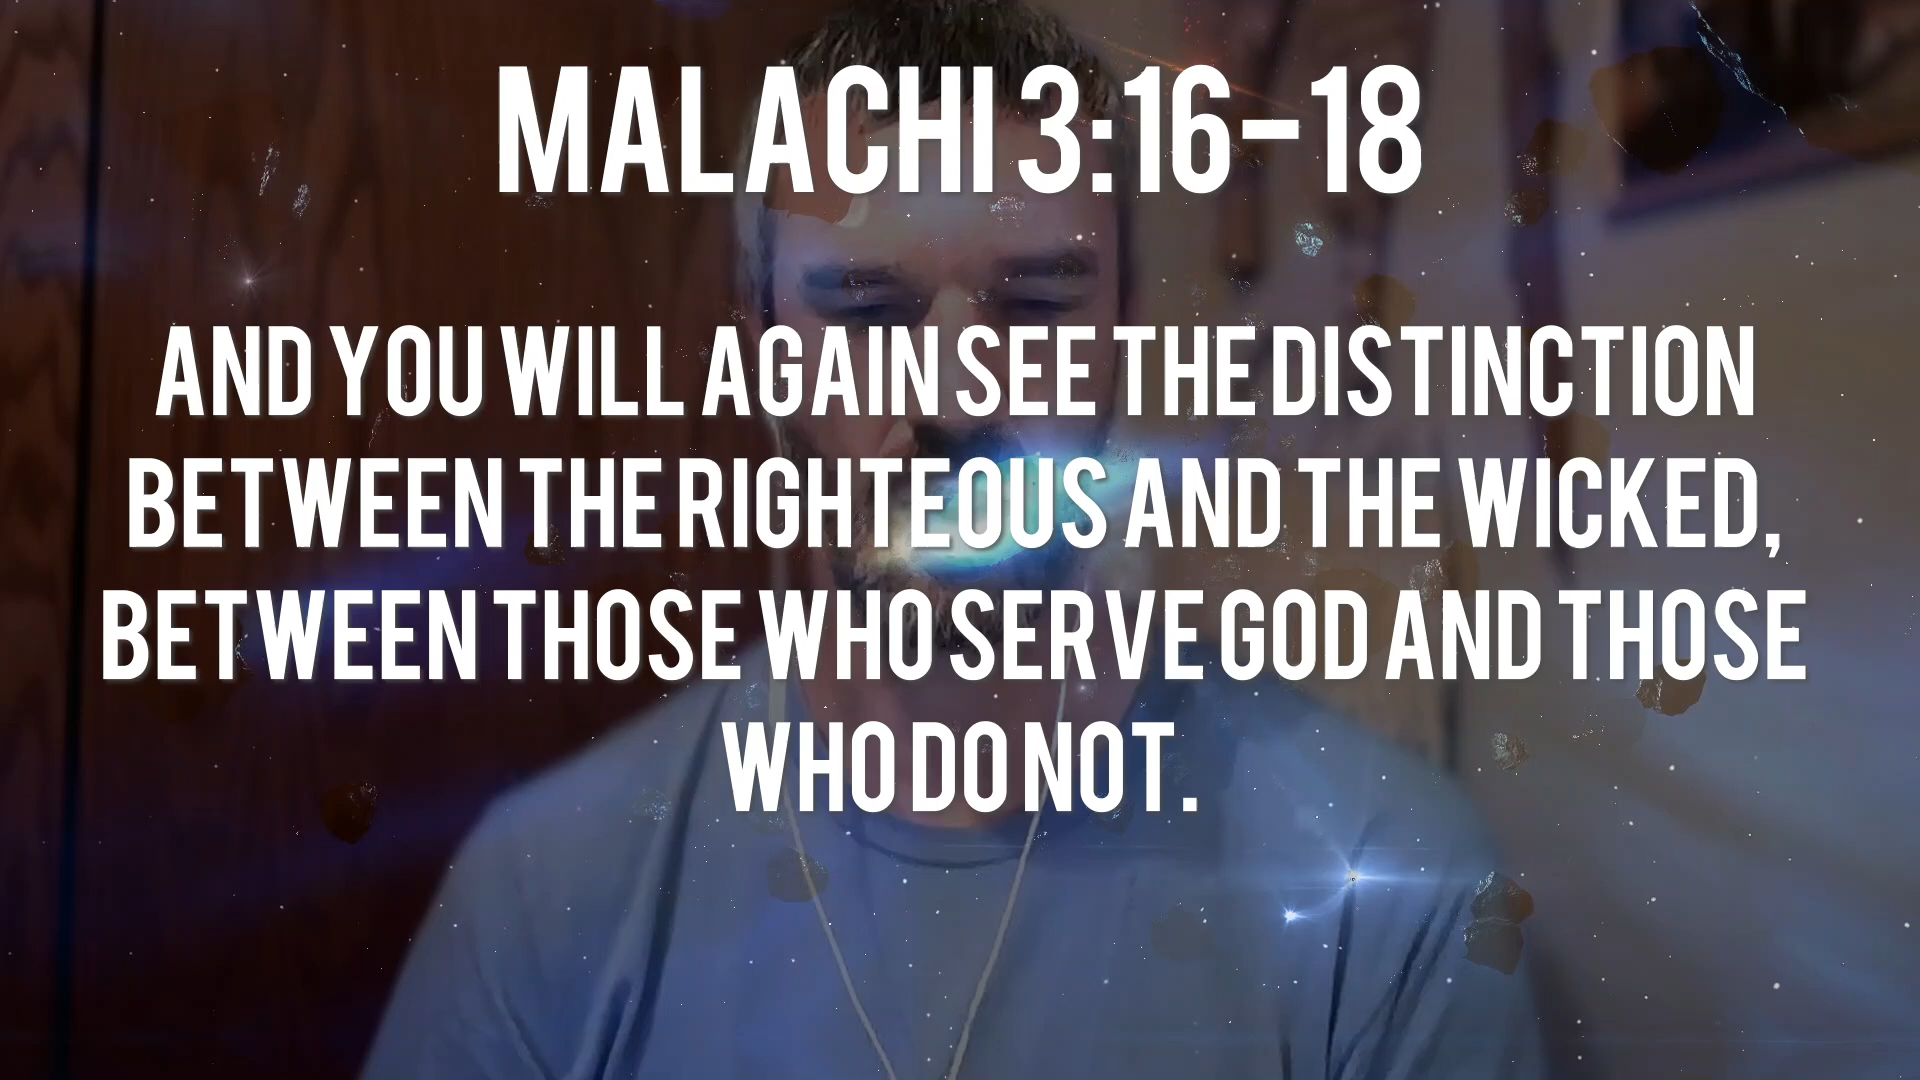 MALACHI 3:16-18
AND YOU WILL AGAIN SEE THE DISTINCTION
BETWEEN THE RIGHTEOUS AND THE WICKED,
BETWEEN THOSE WHO SERVE GOD AND THOSE
WHO DO NOT.